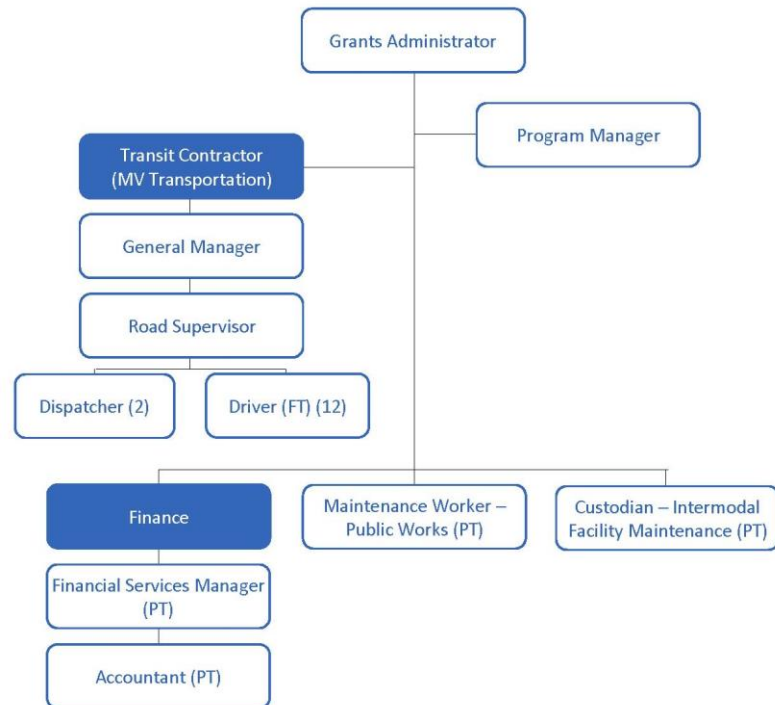 Grants Administrator
Program Manager
Transit Contractor
(MV Transportation)
General Manager
Road Supervisor
Dispatcher (2)
Driver (FT) (12)
Finance
Maintenance Worker –
Public Works (PT)
Custodian – Intermodal
Facility Maintenance (PT)
Financial Services Manager
(PT)
Accountant (PT)